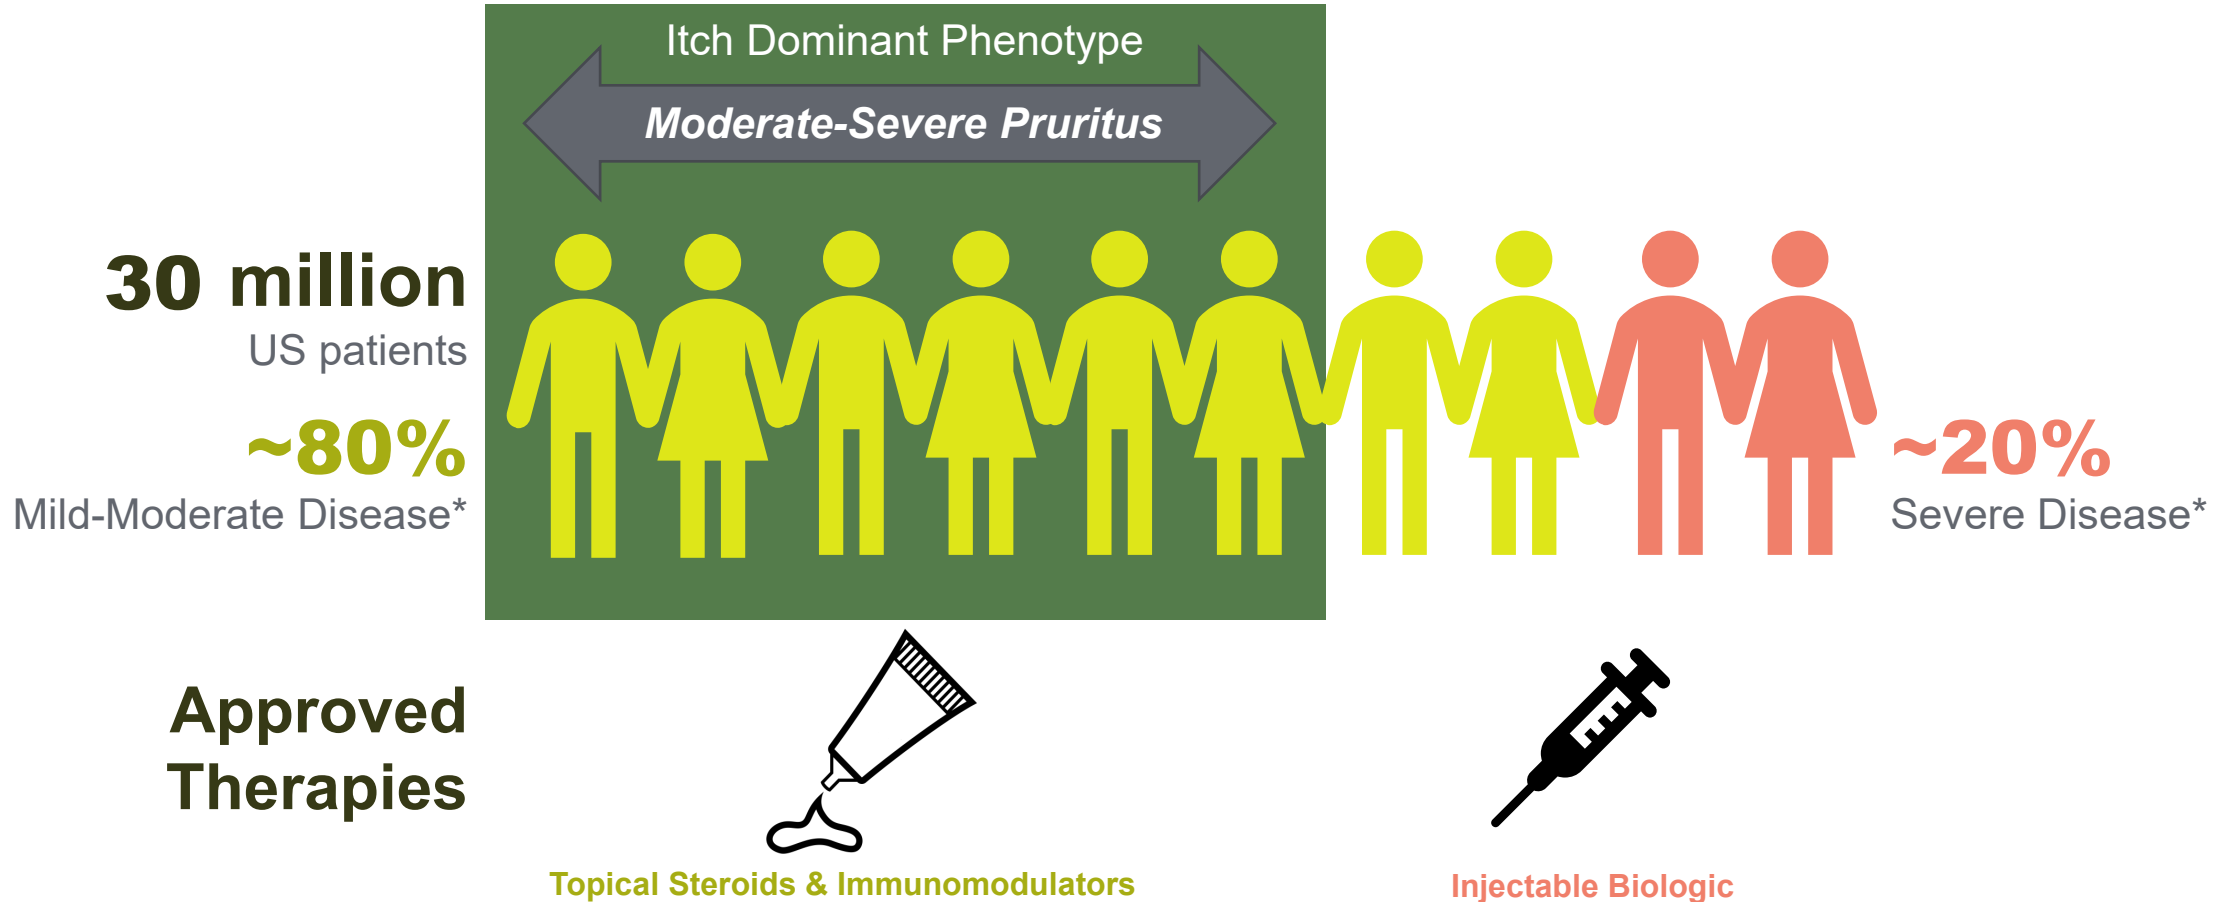 Itch Dominant Phenotype
Moderate-Severe Pruritus
30 million
US patients
~80%
Mild-Moderate Disease*
~20%
Severe Disease*
Approved
Therapies
Topical Steroids & Immunomodulators
Injectable Biologic